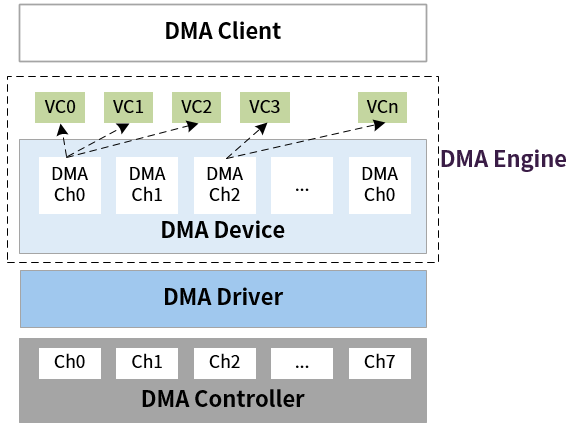 DMA Client
VC0 VC1 VC2 VC3 VCn
DMA Engine
DMA DMA DMA ... DMA
Ch0 Ch1 Ch2 Ch0
DMA Device
DMA Driver
Ch0 Ch1 Ch2 ... Ch7
DMA Controller